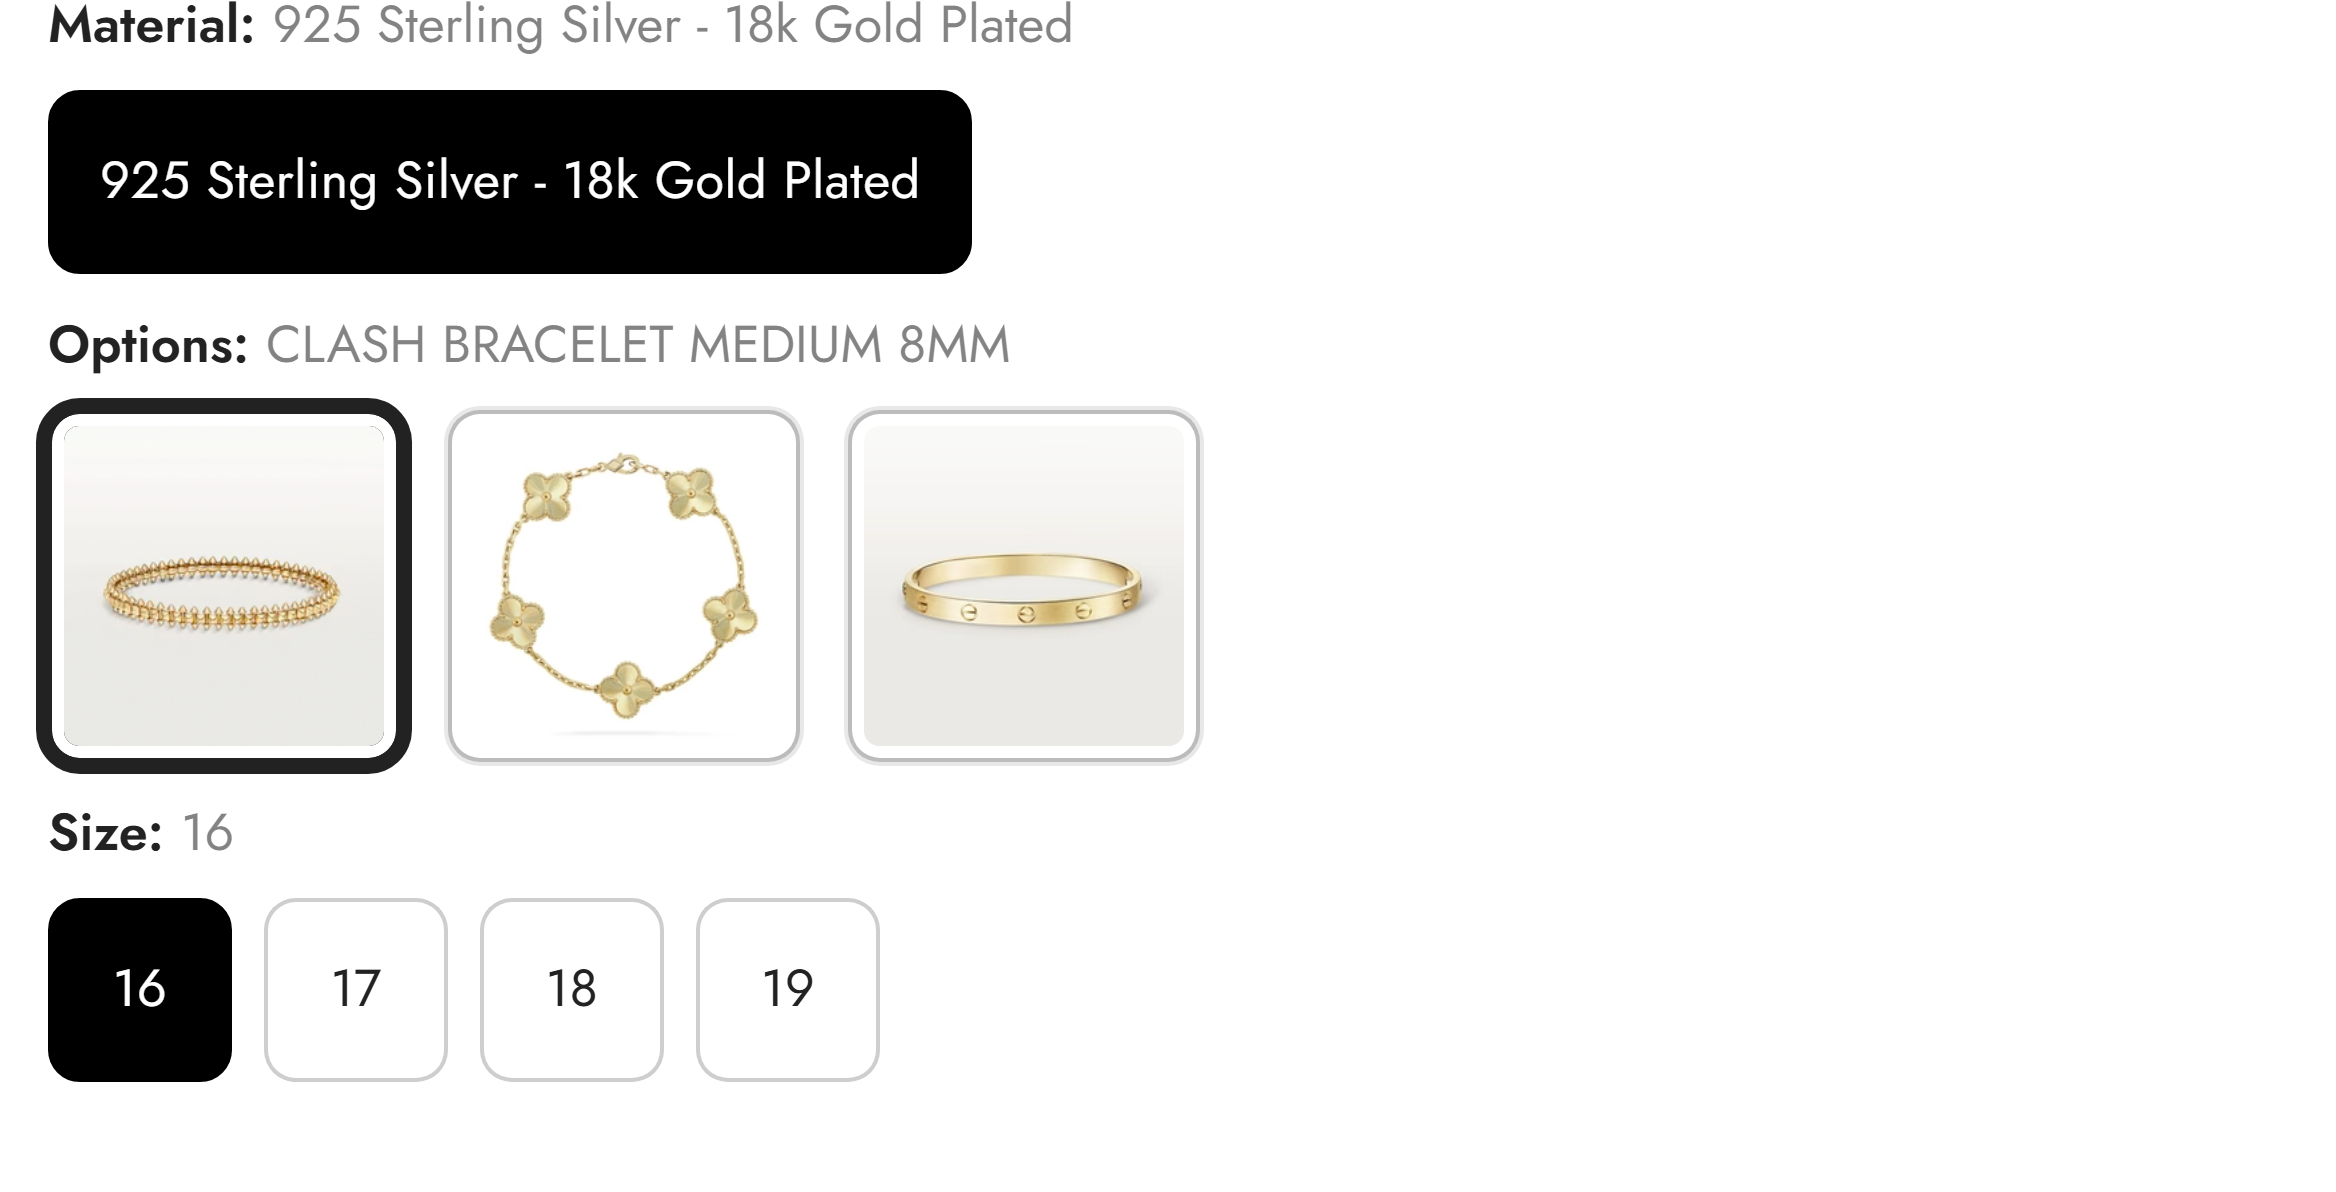 Material: 925 Sterling Silver - 18k Gold Plated
925 Sterling Silver - 18k Gold Plated
Options: CLASH BRACELET MEDIUM 8MM
Size: 16
16 17 18 19